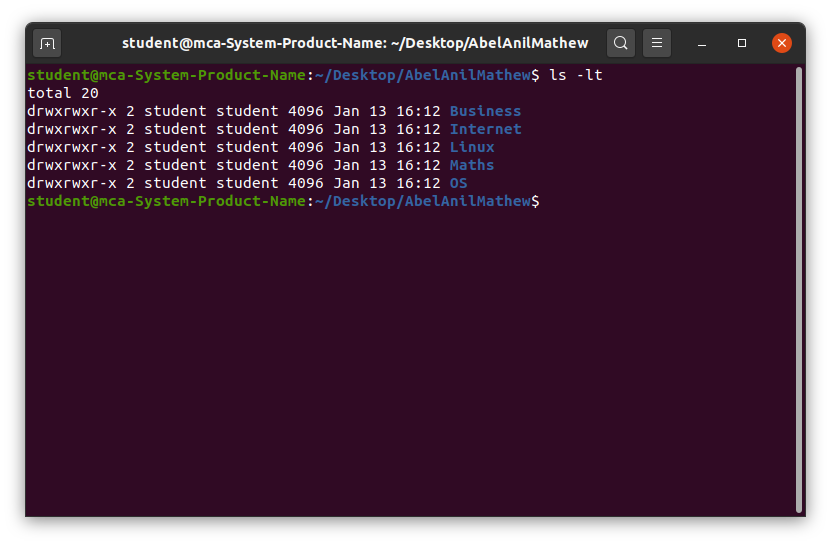 student@mca-System-Product-Name: ~/Desktop/AbelAnilMathew
student@mca-System-Product-Name:~/Desktop/AbelAnilMathew$ ls -lt
total 20
drwxrwxr-x 2 student student 4096 Jan 13 16:12 Business
drwxrwxr-x 2 student student 4096 Jan 13 16:12 Internet
drwxrwxr-x 2 student student 4096 Jan 13 16:12 Linux
drwxrwxr-x 2 student student 4096 Jan 13 16:12 Maths
drwxrwxr-x 2 student student 4096 Jan 13 16:12 OS
student@mca-System-Product-Name:~/Desktop/AbelAnilMathew$